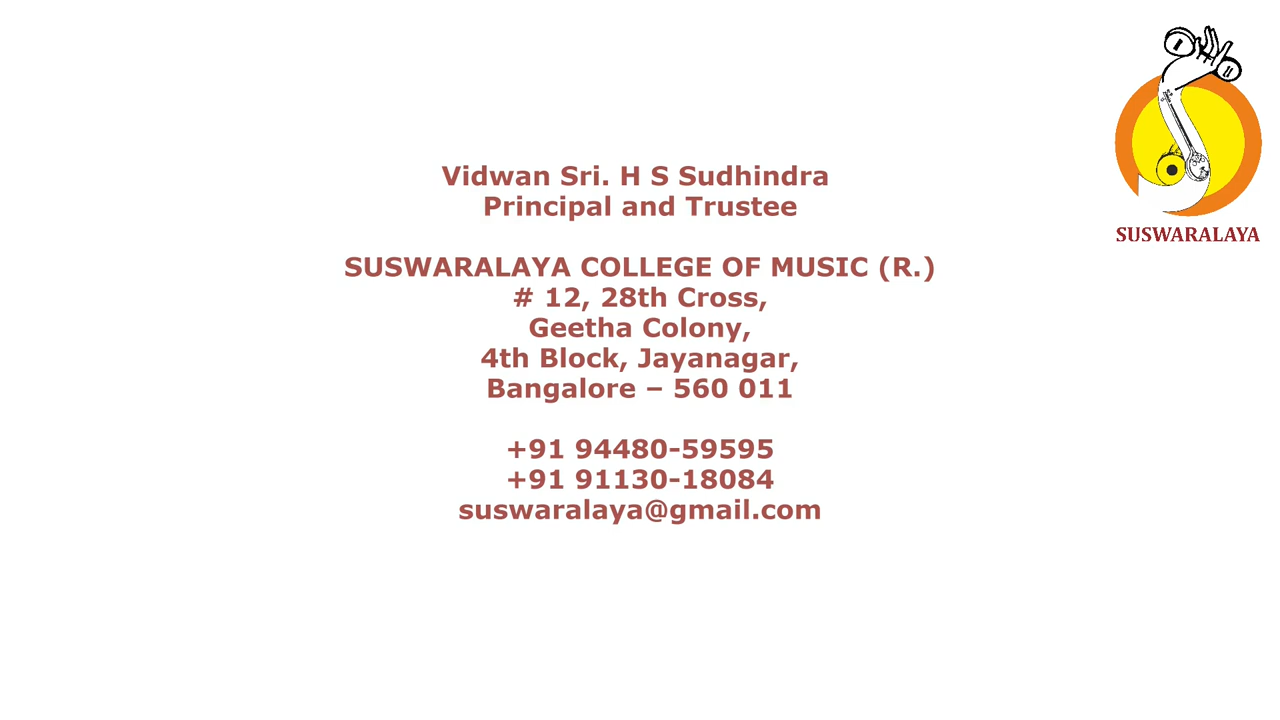 Vidwan Sri. H S Sudhindra
Principal and Trustee
SUSWARALAYA COLLEGE OF MUSIC (R.)
# 12, 28th Cross,
Geetha Colony,
4th Block, Jayanagar,
Bangalore – 560 011
+91 94480-59595
+91 91130-18084
suswaralaya@gmail.com
SUSWARALAYA